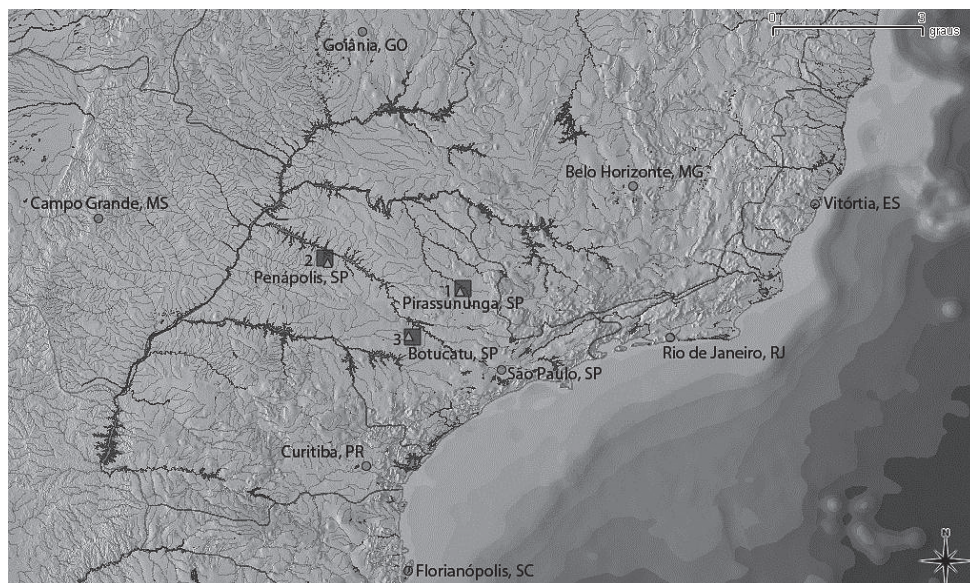 0 3
graus
Goiânia, GO
Belo Horizonte, MG
Campo Grande, MS
Vitórtia, ES
2
Penápolis, SP
1
Pirassununga, SP
3
Botucatu, SP
Rio de Janeiro, RJ
São Paulo, SP
Curitiba, PR
N
Florianópolis, SC